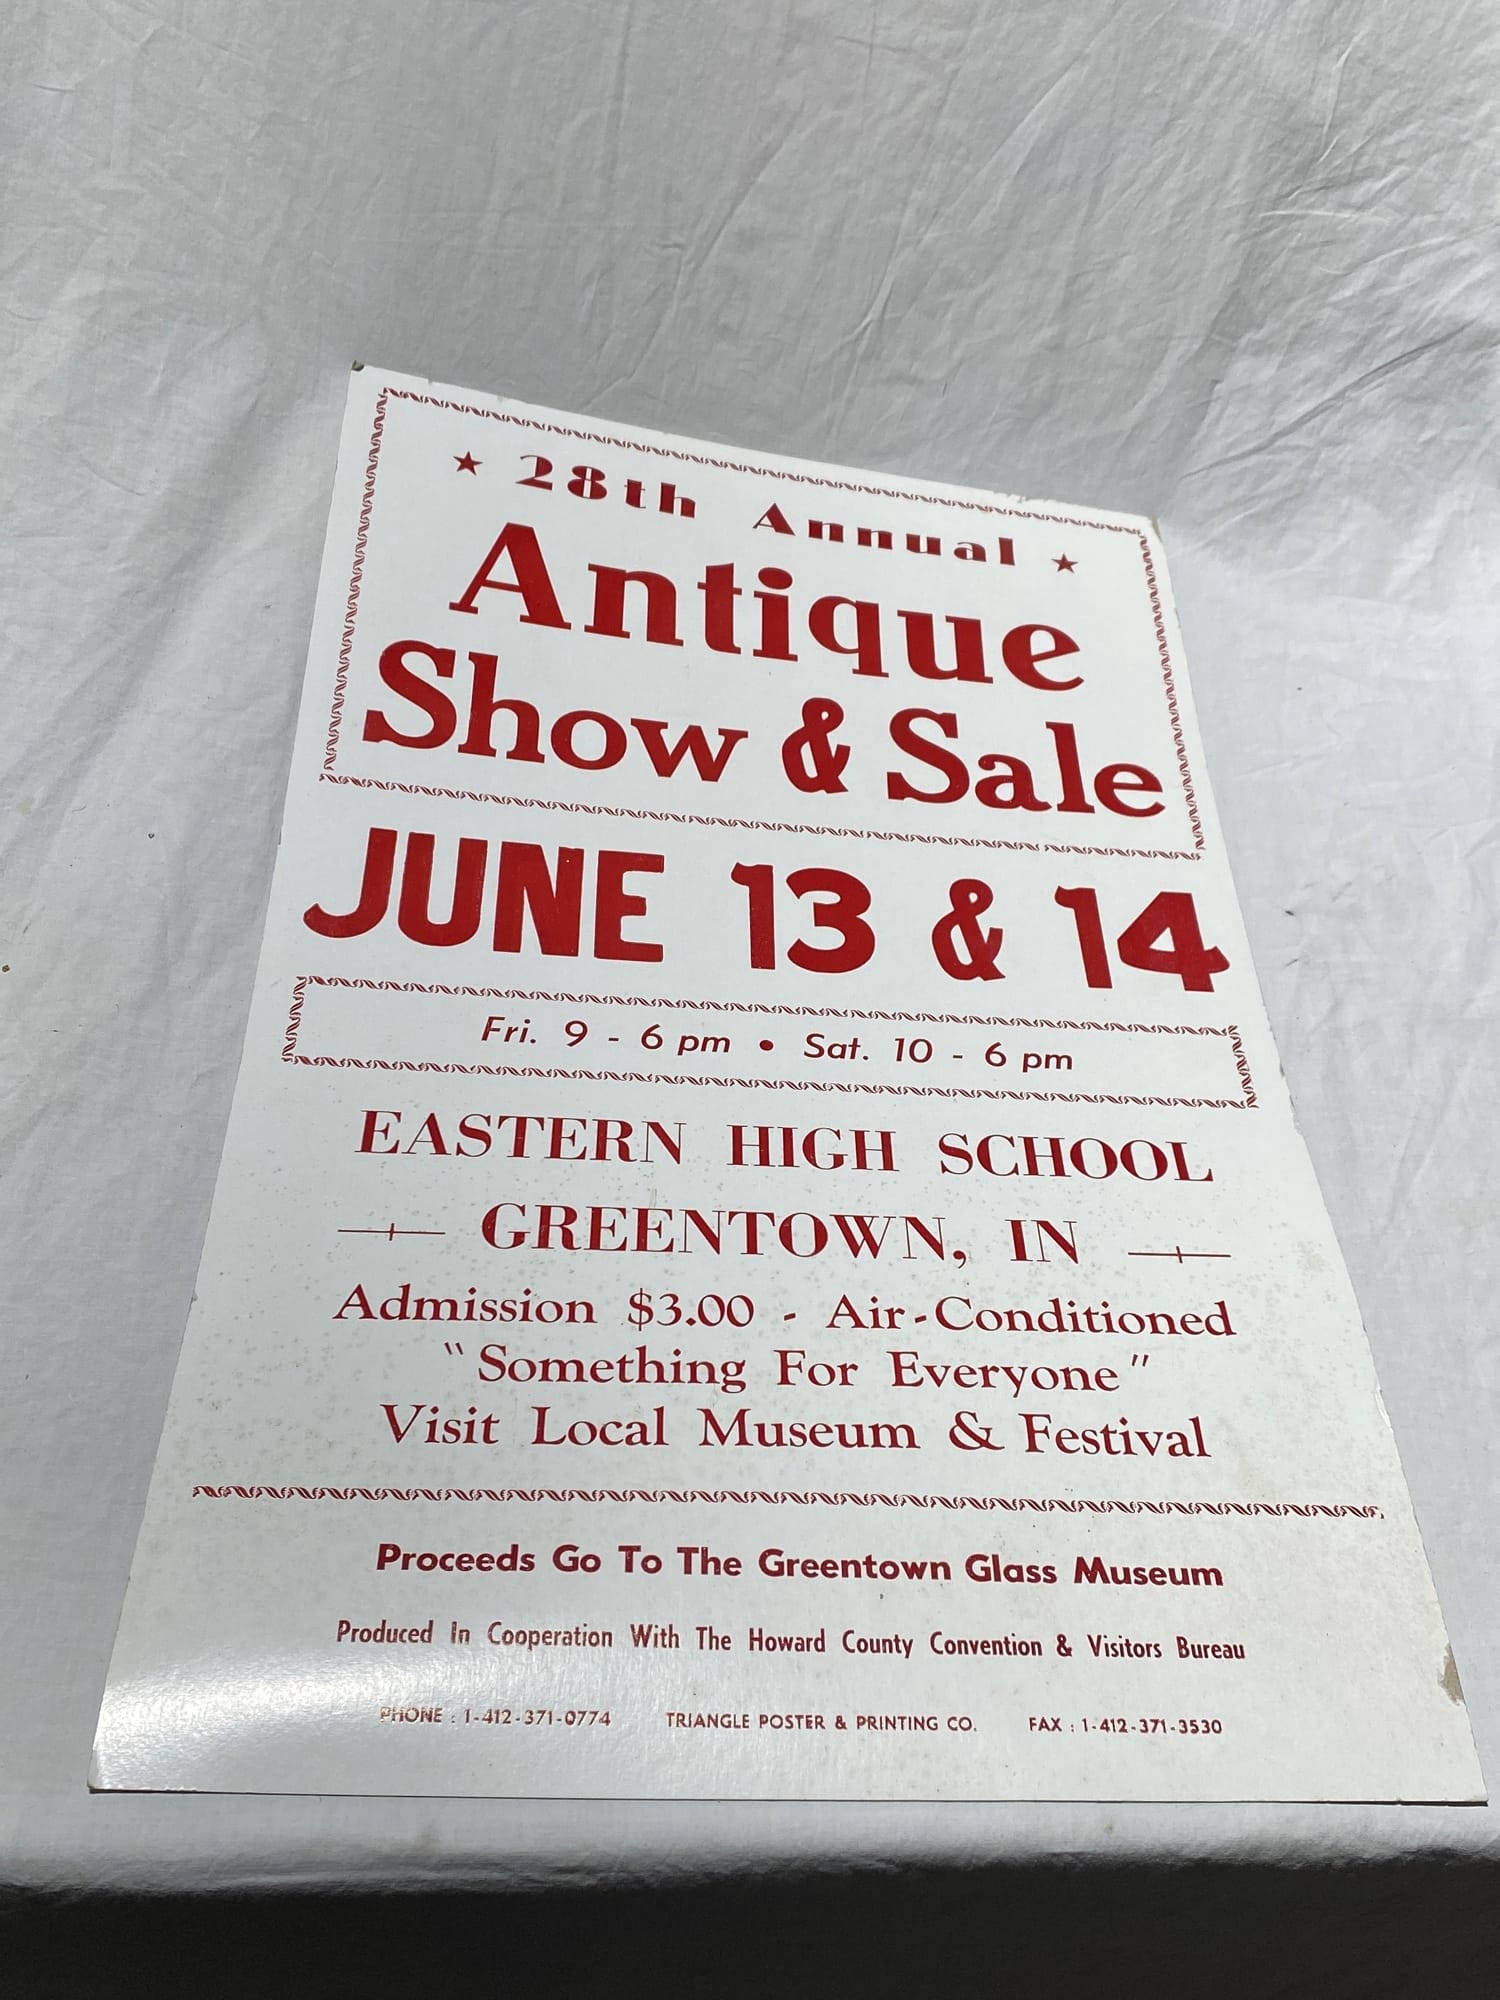 ★ 28th Annual ★
Antique
Show & Sale
JUNE 13 & 14
Fri. 9 - 6 pm • Sat. 10 - 6 pm
EASTERN HIGH SCHOOL
GREENTOWN, IN
Admission $3.00 - Air-Conditioned
"Something For Everyone"
Visit Local Museum & Festival
Proceeds Go To The Greentown Glass Museum
Produced In Cooperation With The Howard County Convention & Visitors Bureau
PHONE : 1-412-371-0774 TRIANGLE POSTER & PRINTING CO. FAX : 1-412-371-3530